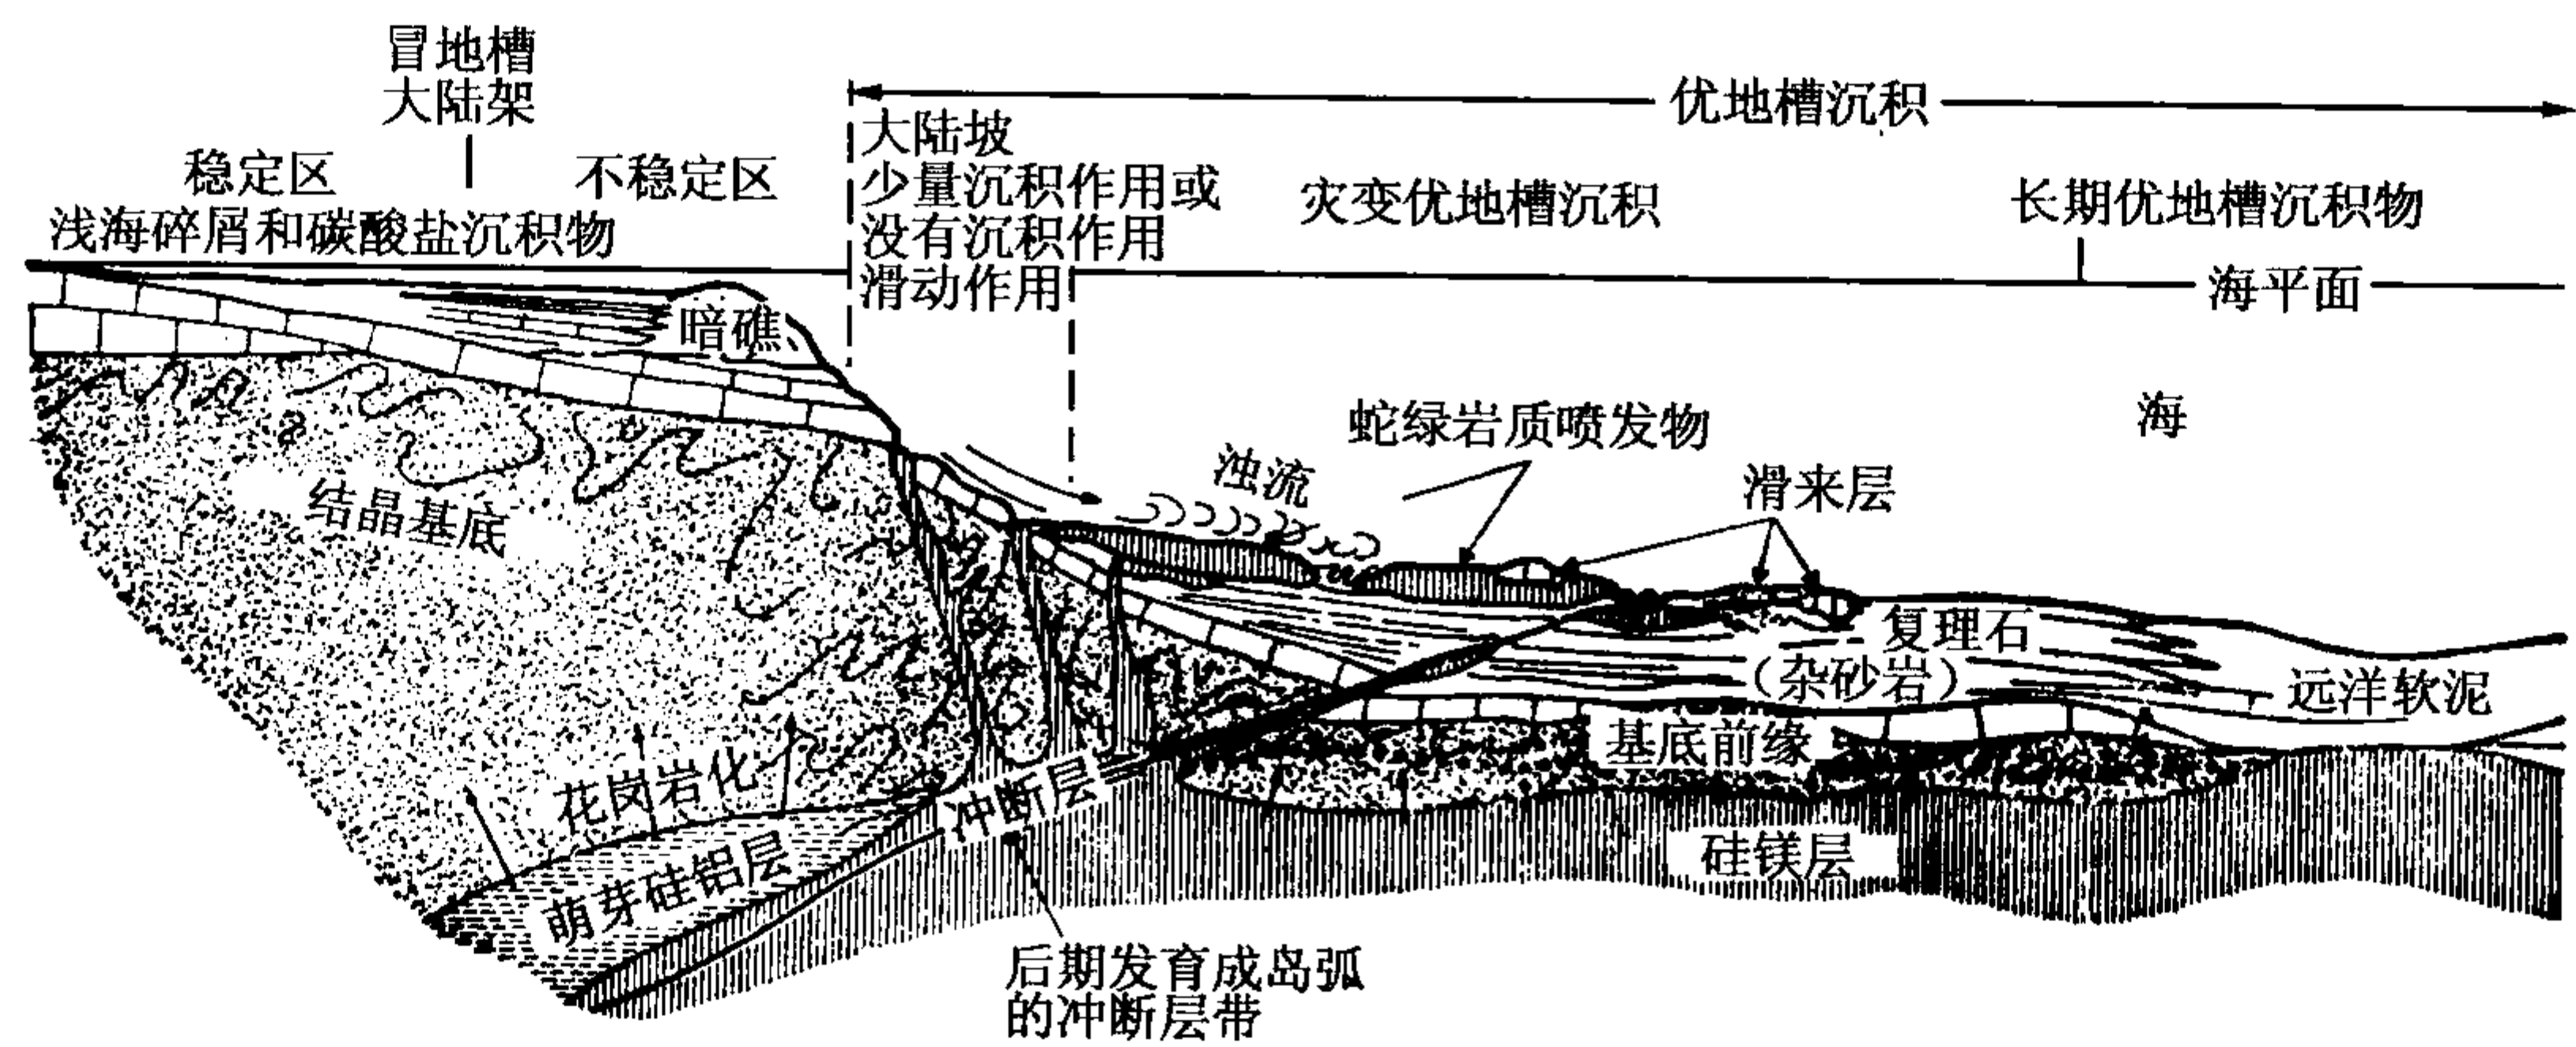 冒地槽
大陆架
稳定区
不稳定区
浅海碎屑和碳酸盐沉积物
优地槽沉积
大陆坡
少量沉积作用或
没有沉积作用
滑动作用
灾变优地槽沉积
长期优地槽沉积物
海平面
暗礁
海
蛇绿岩质喷发物
浊流
滑来层
结晶基底
复理石
(杂砂岩)
远洋软泥
基底前缘
花岗岩化
冲断层
硅镁层
萌芽硅铝层
后期发育成岛弧
的冲断层带